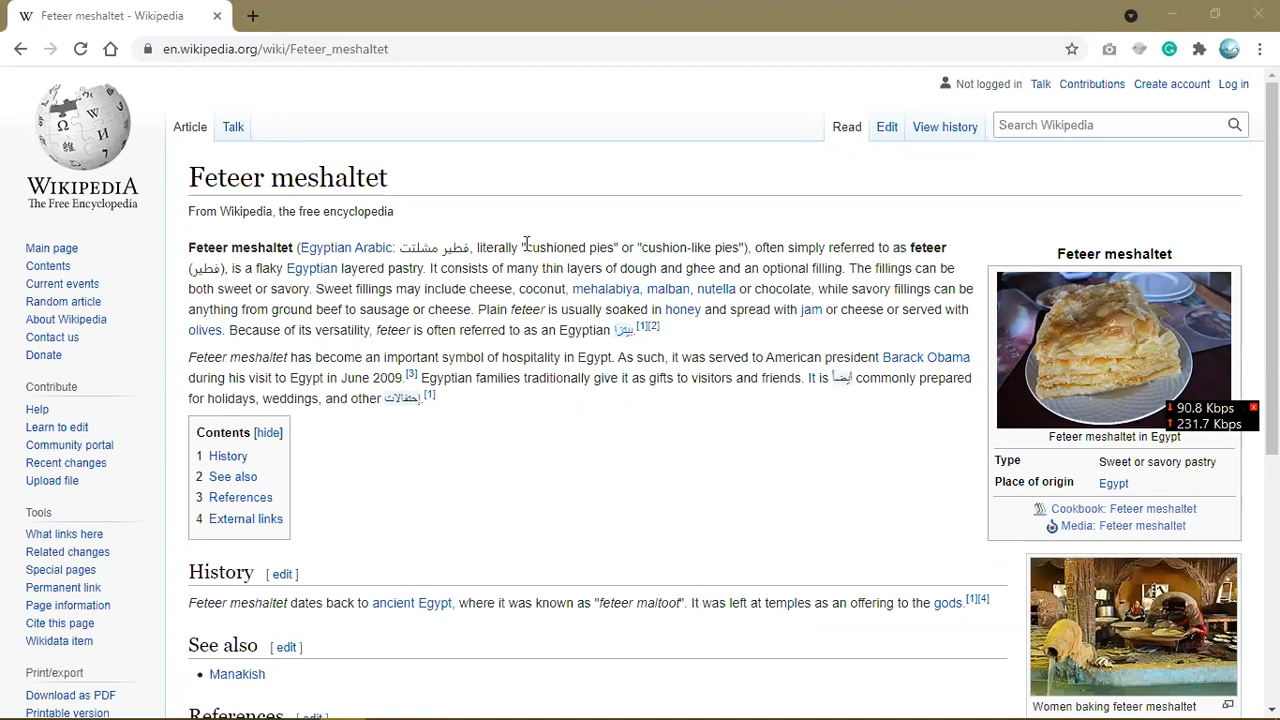 Feteer meshaltet - Wikipedia
en.wikipedia.org/wiki/Feteer_meshaltet
Not logged in Talk Contributions Create account Log in
Article Talk Read Edit View history Search Wikipedia
WIKIPEDIA
The Free Encyclopedia
Main page
Contents
Current events
Random article
About Wikipedia
Contact us
Donate
Contribute
Help
Learn to edit
Community portal
Recent changes
Upload file
Tools
What links here
Related changes
Special pages
Permanent link
Page information
Cite this page
Wikidata item
Print/export
Download as PDF
Printable version
Feteer meshaltet
From Wikipedia, the free encyclopedia
Feteer meshaltet (Egyptian Arabic: فطير مشلتت, literally "cushioned pies" or "cushion-like pies"), often simply referred to as feteer
(فطير), is a flaky Egyptian layered pastry. It consists of many thin layers of dough and ghee and an optional filling. The fillings can be
both sweet or savory. Sweet fillings may include cheese, coconut, mehalabiya, malban, nutella or chocolate, while savory fillings can be
anything from ground beef to sausage or cheese. Plain feteer is usually soaked in honey and spread with jam or cheese or served with
olives. Because of its versatility, feteer is often referred to as an Egyptian بيتزا.[1][2]
Feteer meshaltet has become an important symbol of hospitality in Egypt. As such, it was served to American president Barack Obama
during his visit to Egypt in June 2009.[3] Egyptian families traditionally give it as gifts to visitors and friends. It is أيضاً commonly prepared
for holidays, weddings, and other إحتفالات.[1]
Contents [hide]
1 History
2 See also
3 References
4 External links
History [ edit ]
Feteer meshaltet dates back to ancient Egypt, where it was known as "feteer maltoot". It was left at temples as an offering to the gods.[1][4]
See also [ edit ]
• Manakish
References [ edit ]
Feteer meshaltet
90.8 Kbps
231.7 Kbps
Feteer meshaltet in Egypt
Type Sweet or savory pastry
Place of origin Egypt
Cookbook: Feteer meshaltet
Media: Feteer meshaltet
Women baking feteer meshaltet